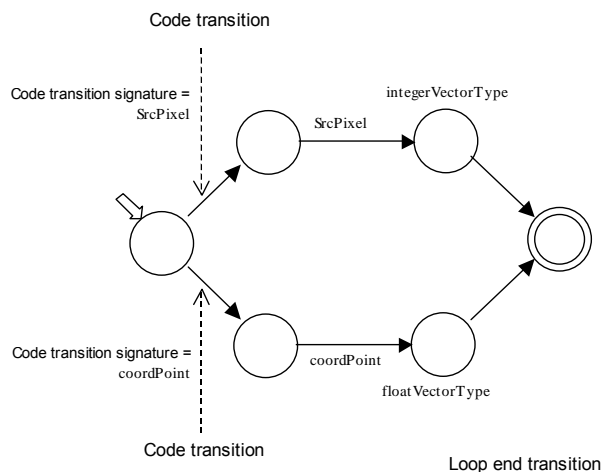 Code transition
Code transition signature =
SrcPixel
SrcPixel
integerVectorType
Code transition signature =
coordPoint
coordPoint
floatVectorType
Code transition
Loop end transition